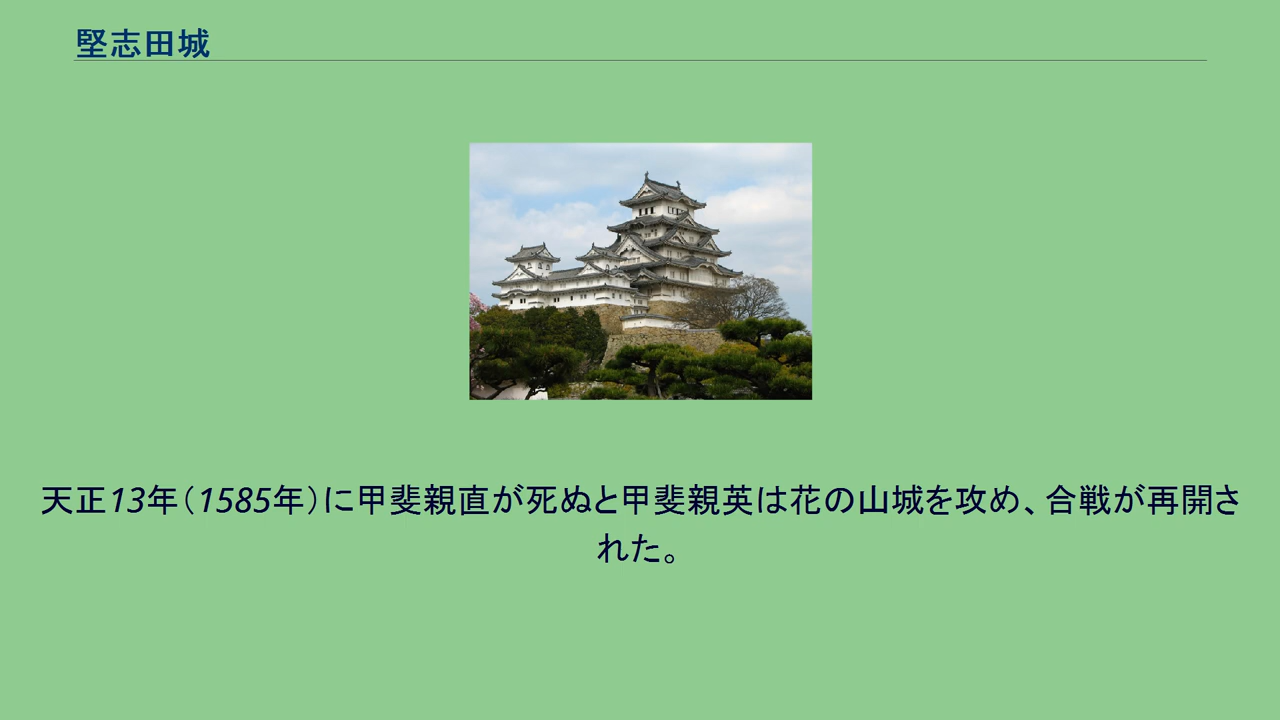 堅志田城
天正13年（1585年）に甲斐親直が死ぬと甲斐親英は花の山城を攻め、合戦が再開さ
れた。